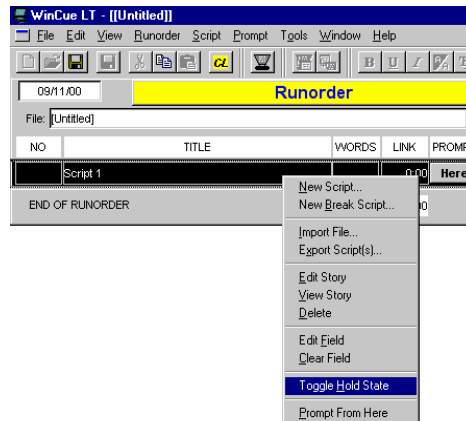 WinCue LT - [[Untitled]]
File Edit View Runorder Script Prompt Tools Window Help
CL B U I
09/11/00 Runorder
File: [Untitled]
NO TITLE WORDS LINK PROMP
Script 1 0:00 Here
END OF RUNORDER
New Script...
New Break Script...
Import File...
Export Script(s)...
Edit Story
View Story
Delete
Edit Field
Clear Field
Toggle Hold State
Prompt From Here